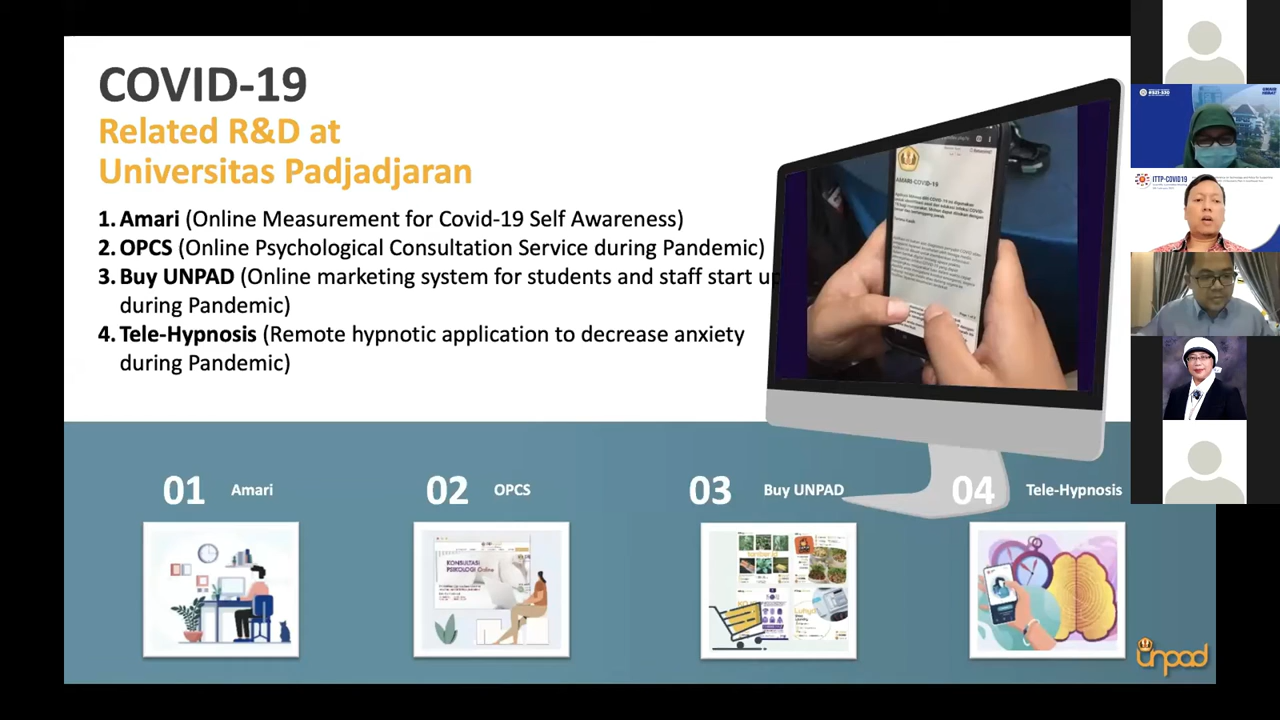 COVID-19
Related R&D at
Universitas Padjadjaran
1. Amari (Online Measurement for Covid-19 Self Awareness)
2. OPCS (Online Psychological Consultation Service during Pandemic)
3. Buy UNPAD (Online marketing system for students and staff start up
during Pandemic)
4. Tele-Hypnosis (Remote hypnotic application to decrease anxiety
during Pandemic)
AMARI-COVID-19
ITTP-COVID19
01 Amari
02 OPCS
03 Buy UNPAD
04 Tele-Hypnosis
KONSULTASI
PSIKOLOGI Online
unpad